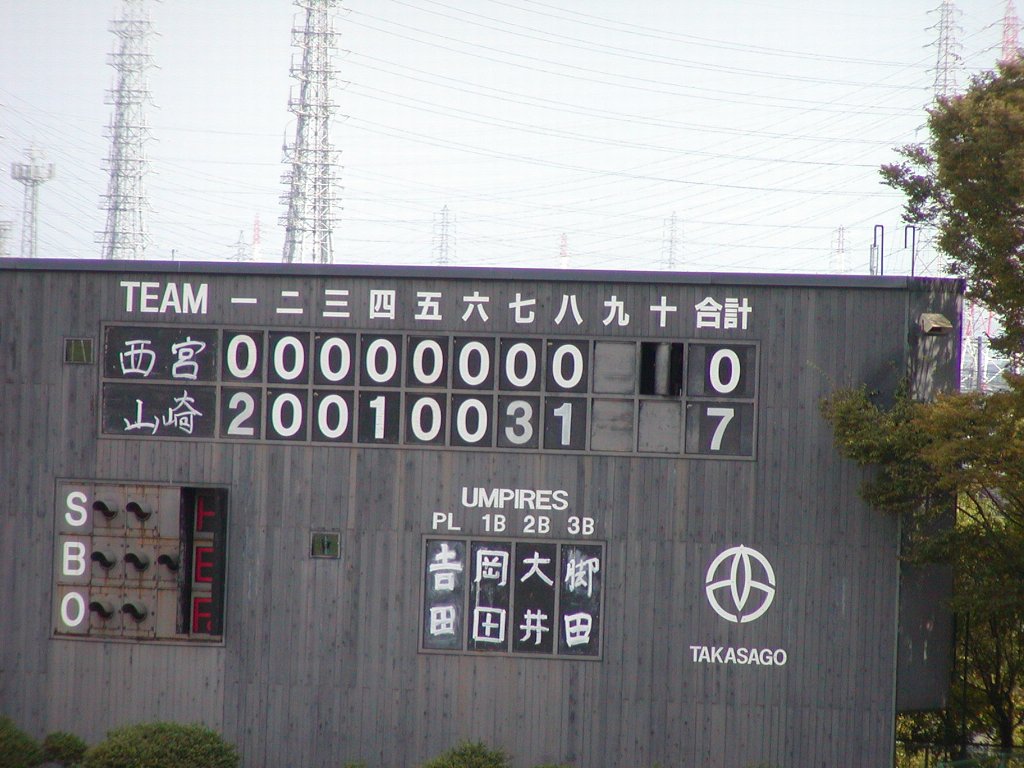 TEAM 一 二 三 四 五 六 七 八 九 十 合計
西宮 0 0 0 0 0 0 0 0 0
山崎 2 0 0 1 0 0 3 1 7
UMPIRES
PL 1B 2B 3B
吉田 岡田 大井 脚田
S
B
O
H
E
F
TAKASAGO